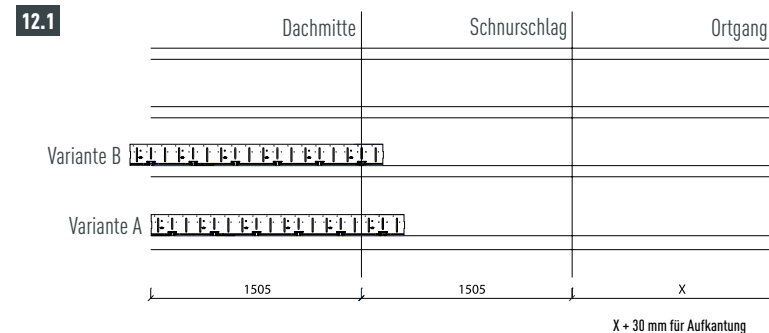 12.1
Dachmitte Schnurschlag Ortgang
Variante B
Variante A
1505 1505 X
X + 30 mm für Aufkantung